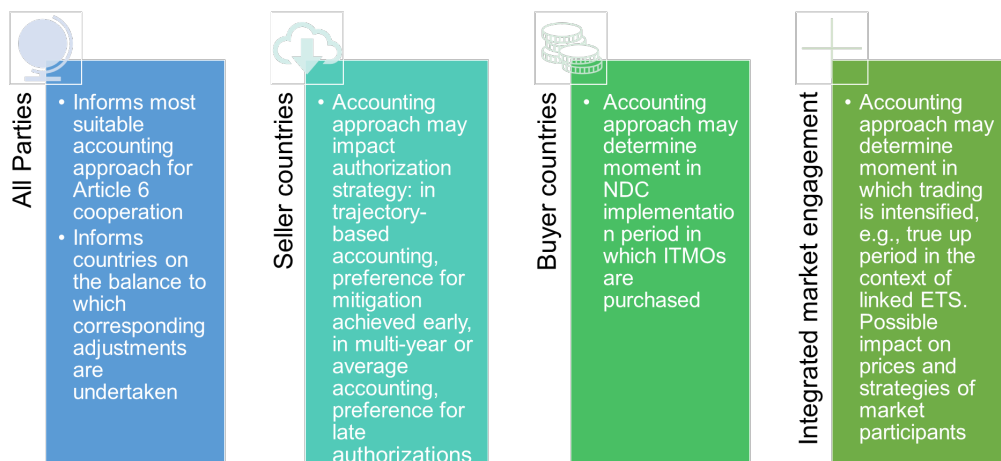 All Parties
• Informs most
suitable
accounting
approach for
Article 6
cooperation
• Informs
countries on
the balance to
which
corresponding
adjustments
are
undertaken
Seller countries
• Accounting
approach may
impact
authorization
strategy: in
trajectory-
based
accounting,
preference for
mitigation
achieved early,
in multi-year or
average
accounting,
preference for
late
authorizations
Buyer countries
• Accounting
approach may
determine
moment in
NDC
implementatio
n period in
which ITMOs
are
purchased
Integrated market engagement
• Accounting
approach may
determine
moment in
which trading
is intensified,
e.g., true up
period in the
context of
linked ETS.
Possible
impact on
prices and
strategies of
market
participants